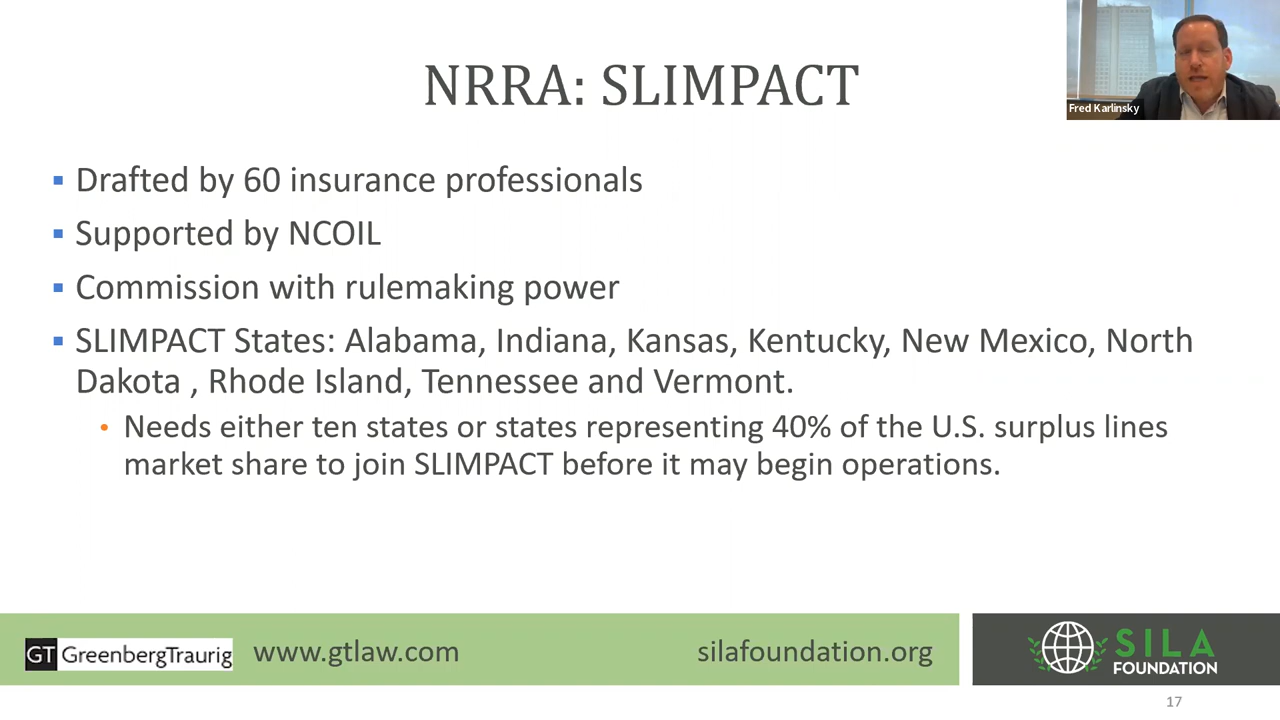 NRRA: SLIMPACT
Fred Karlinsky
▪ Drafted by 60 insurance professionals
▪ Supported by NCOIL
▪ Commission with rulemaking power
▪ SLIMPACT States: Alabama, Indiana, Kansas, Kentucky, New Mexico, North
Dakota , Rhode Island, Tennessee and Vermont.
• Needs either ten states or states representing 40% of the U.S. surplus lines
market share to join SLIMPACT before it may begin operations.
GT GreenbergTraurig www.gtlaw.com silafoundation.org
SILA
FOUNDATION
17